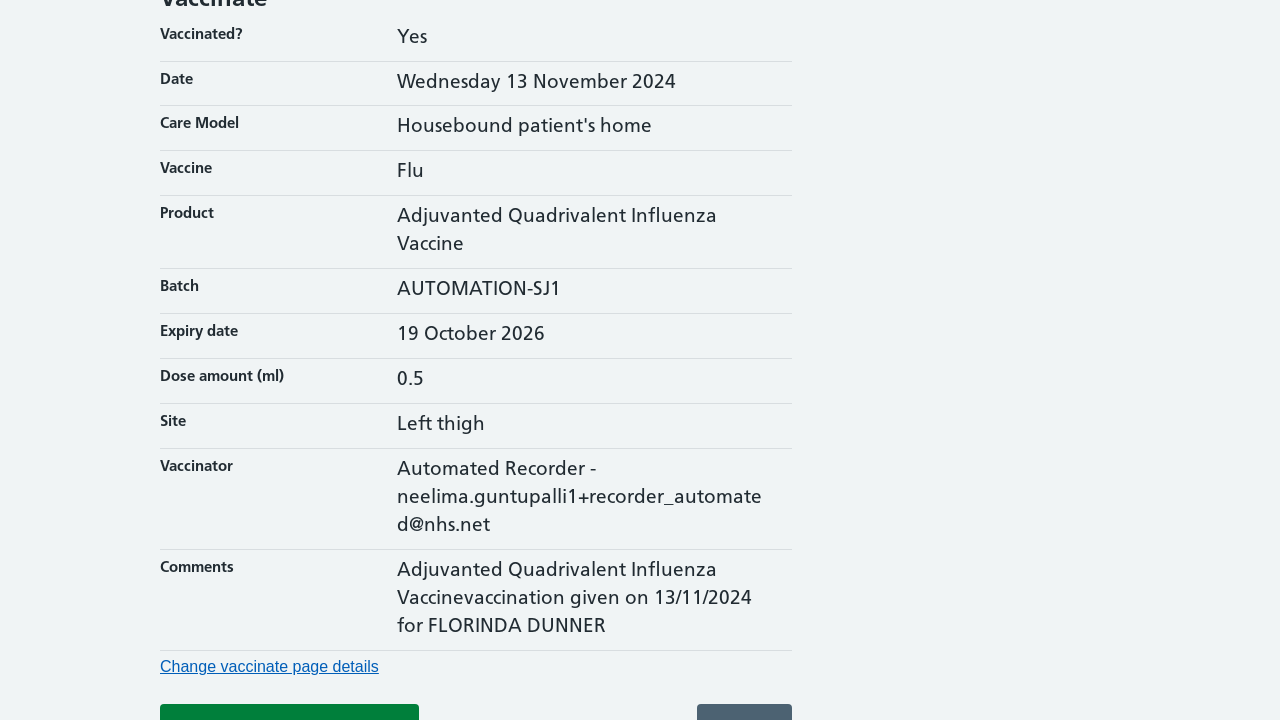 Vaccinate
Vaccinated? Yes
Date Wednesday 13 November 2024
Care Model Housebound patient's home
Vaccine Flu
Product Adjuvanted Quadrivalent Influenza
Vaccine
Batch AUTOMATION-SJ1
Expiry date 19 October 2026
Dose amount (ml) 0.5
Site Left thigh
Vaccinator Automated Recorder -
neelima.guntupalli1+recorder_automate
d@nhs.net
Comments Adjuvanted Quadrivalent Influenza
Vaccinevaccination given on 13/11/2024
for FLORINDA DUNNER
Change vaccinate page details